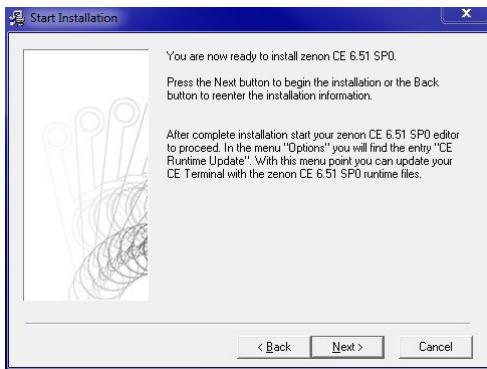 Start Installation
X
You are now ready to install zenon CE 6.51 SP0.
Press the Next button to begin the installation or the Back
button to reenter the installation information.
After complete installation start your zenon CE 6.51 SP0 editor
to proceed. In the menu "Options" you will find the entry "CE
Runtime Update". With this menu point you can update your
CE Terminal with the zenon CE 6.51 SP0 runtime files.
< Back
Next >
Cancel